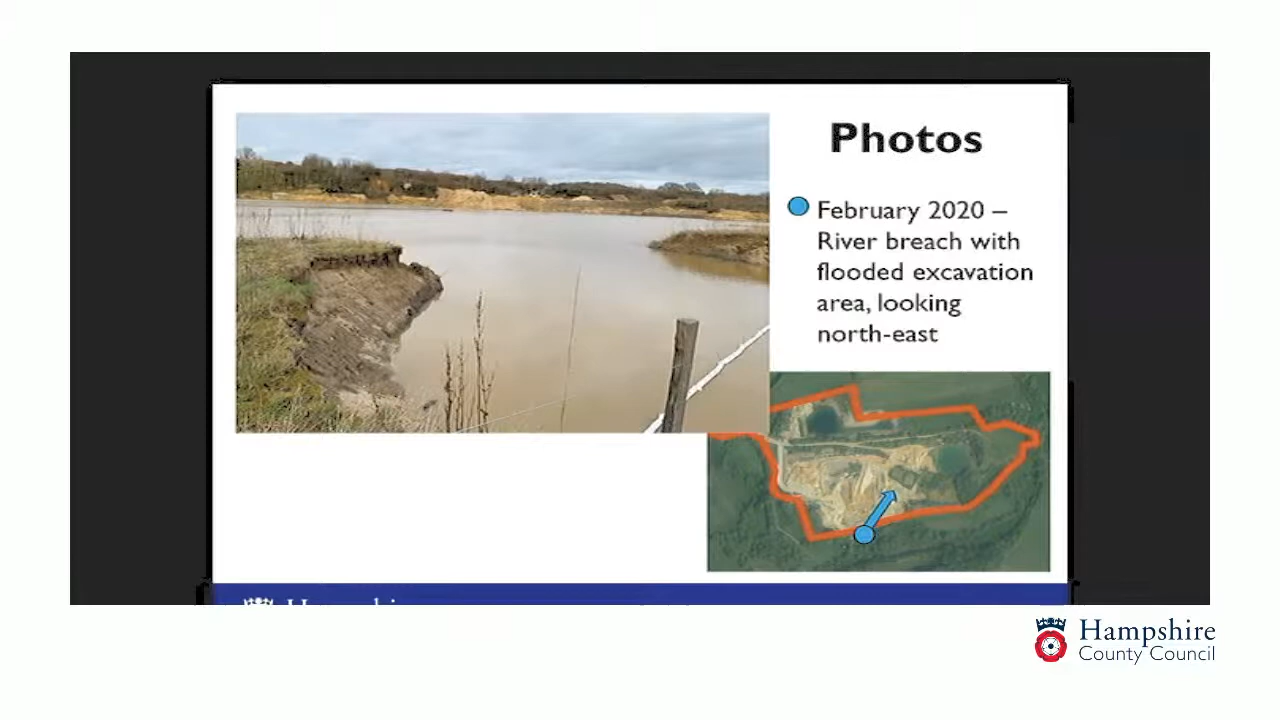 Photos
February 2020 –
River breach with
flooded excavation
area, looking
north-east
Hampshire
County Council